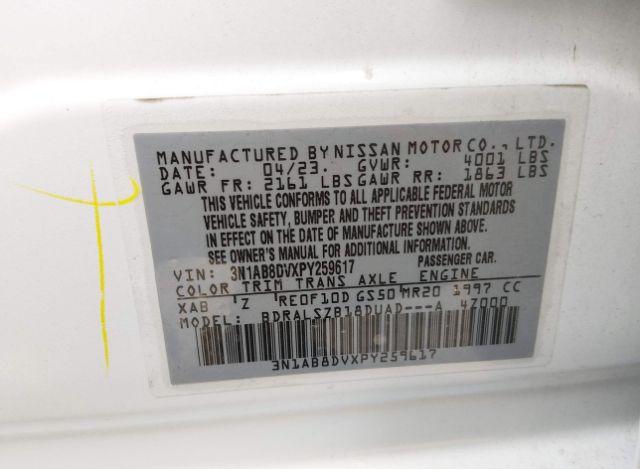 MANUFACTURED BY NISSAN MOTOR CO., LTD.
DATE: 04/23. GVWR: 4001 LBS
GAWR FR: 2161 LBS GAWR RR: 1863 LBS
THIS VEHICLE CONFORMS TO ALL APPLICABLE FEDERAL MOTOR
VEHICLE SAFETY, BUMPER AND THEFT PREVENTION STANDARDS
IN EFFECT ON THE DATE OF MANUFACTURE SHOWN ABOVE.
SEE OWNER'S MANUAL FOR ADDITIONAL INFORMATION.
VIN: 3N1AB8DVXPY259617 PASSENGER CAR.
COLOR TRIM TRANS AXLE ENGINE
XAB Z RE0F10D GS50 MR20 1997 CC
MODEL: BDRALSZB18DUAD---A 4Z000
3N1AB8DVXPY259617